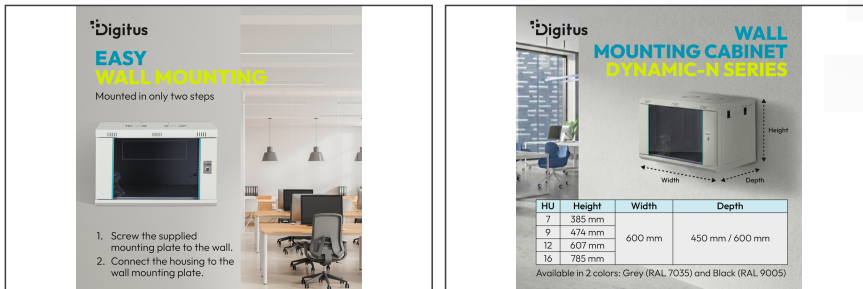 Digitus
EASY
WALL MOUNTING
Mounted in only two steps
1. Screw the supplied
mounting plate to the wall.
2. Connect the housing to the
wall mounting plate.
Digitus
WALL
MOUNTING CABINET
DYNAMIC-N SERIES
Height
Width
Depth
HU Height Width Depth
7 385 mm
9 474 mm
600 mm 450 mm / 600 mm
12 607 mm
16 785 mm
Available in 2 colors: Grey (RAL 7035) and Black (RAL 9005)